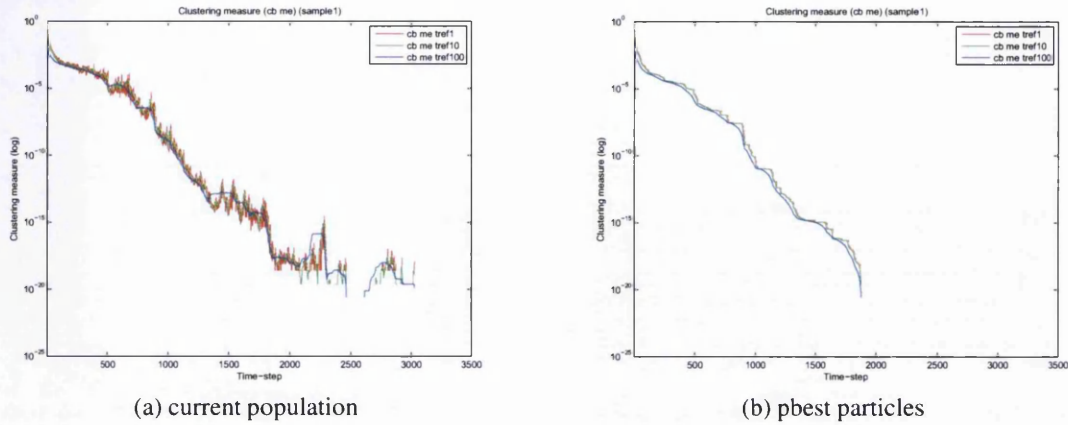 Clustering measure (cb me) (sample1)
10^0
10^-5
10^-10
10^-15
10^-20
10^-25
Clustering measure (log)
500
1000
1500
2000
2500
3000
3500
Time-step
cb me tref1
cb me tref10
cb me tref100
(a) current population
Clustering measure (cb me) (sample1)
10^0
10^-5
10^-10
10^-15
10^-20
10^-25
Clustering measure (log)
500
1000
1500
2000
2500
3000
3500
Time-step
cb me tref1
cb me tref10
cb me tref100
(b) pbest particles